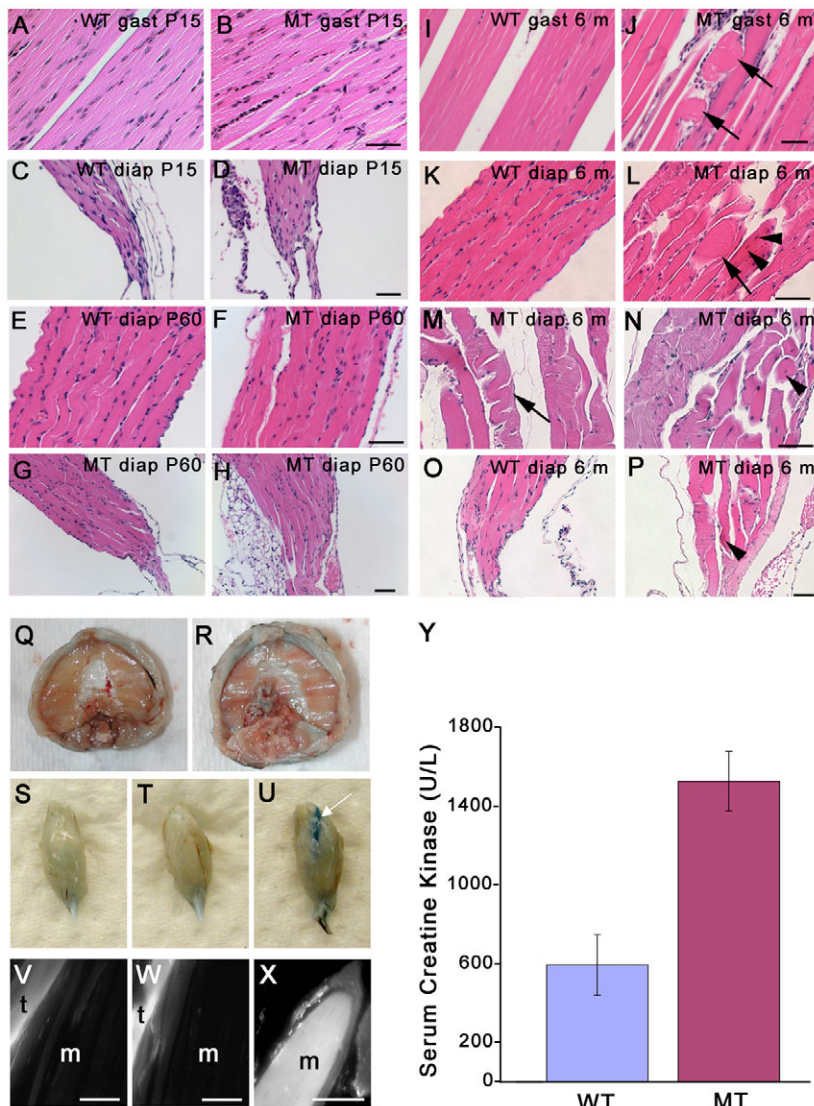 A WT gast P15
B MT gast P15
C WT diap P15
D MT diap P15
E WT diap P60
F MT diap P60
G MT diap P60
H MT diap P60
I WT gast 6 m
J MT gast 6 m
K WT diap 6 m
L MT diap 6 m
M MT diap 6 m
N MT diap 6 m
O WT diap 6 m
P MT diap 6 m
Q
R
S
T
U
V
t
m
W
t
m
X
m
Y
Serum Creatine Kinase (U/L)
1800
1400
1000
600
200
0
WT
MT